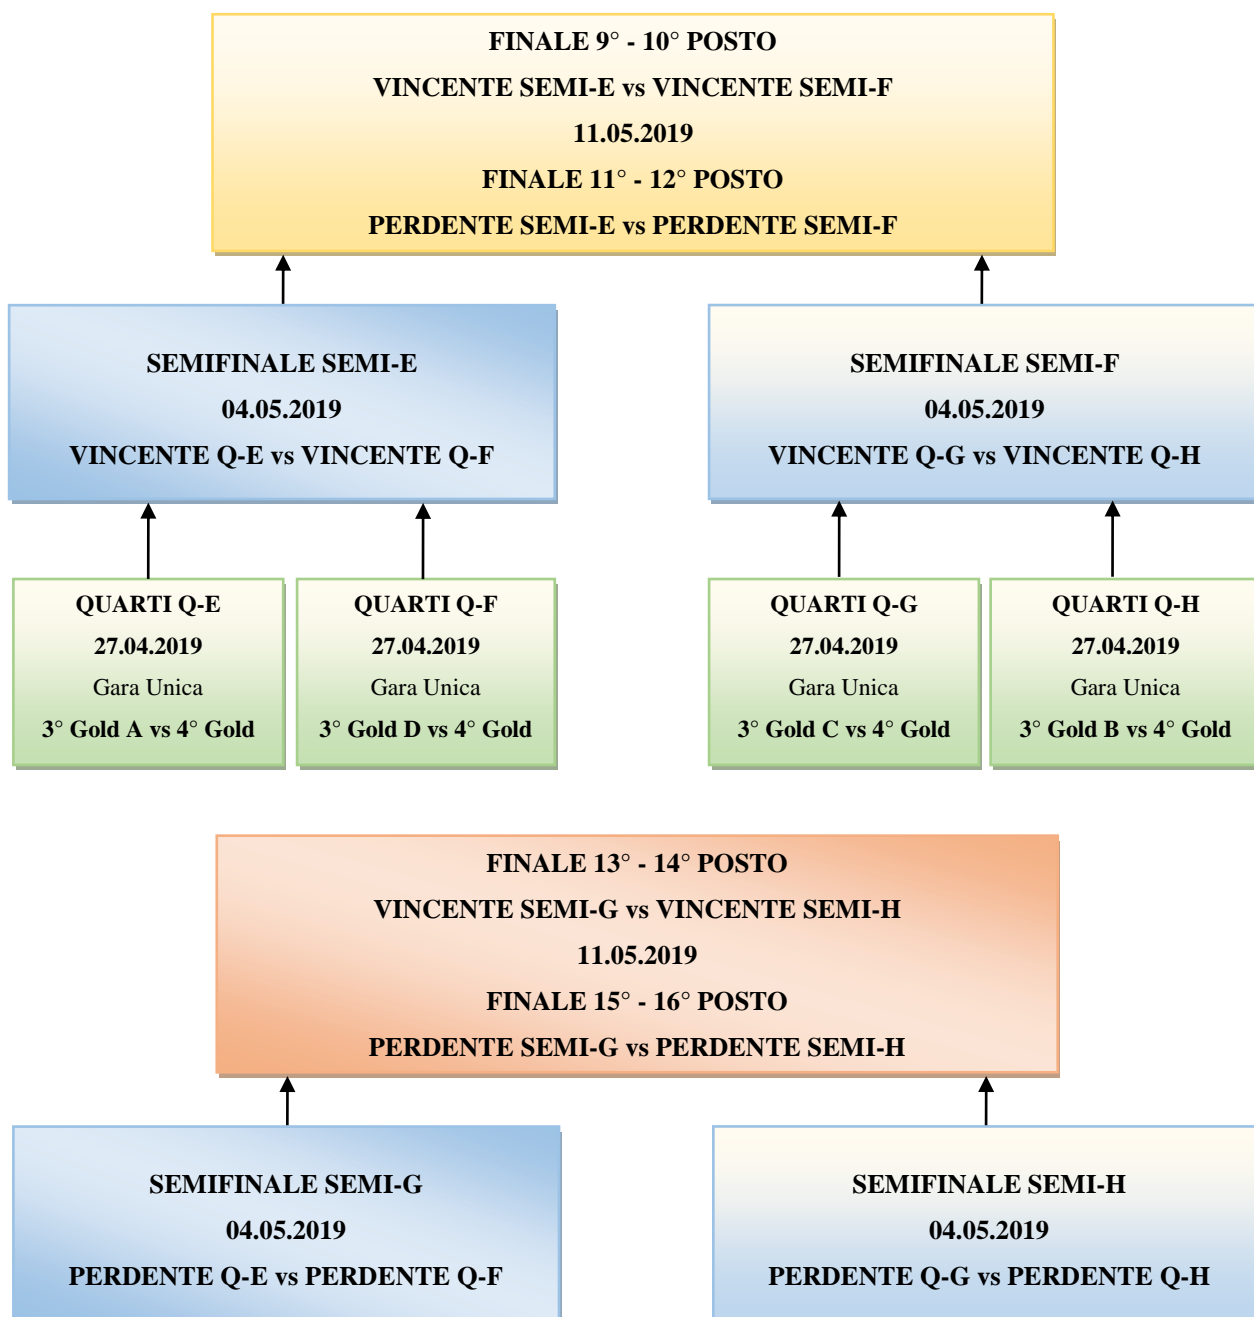 FINALE 9° - 10° POSTO
VINCENTE SEMI-E vs VINCENTE SEMI-F
11.05.2019
FINALE 11° - 12° POSTO
PERDENTE SEMI-E vs PERDENTE SEMI-F
SEMIFINALE SEMI-E
04.05.2019
VINCENTE Q-E vs VINCENTE Q-F
SEMIFINALE SEMI-F
04.05.2019
VINCENTE Q-G vs VINCENTE Q-H
QUARTI Q-E
27.04.2019
Gara Unica
3° Gold A vs 4° Gold
QUARTI Q-F
27.04.2019
Gara Unica
3° Gold D vs 4° Gold
QUARTI Q-G
27.04.2019
Gara Unica
3° Gold C vs 4° Gold
QUARTI Q-H
27.04.2019
Gara Unica
3° Gold B vs 4° Gold
FINALE 13° - 14° POSTO
VINCENTE SEMI-G vs VINCENTE SEMI-H
11.05.2019
FINALE 15° - 16° POSTO
PERDENTE SEMI-G vs PERDENTE SEMI-H
SEMIFINALE SEMI-G
04.05.2019
PERDENTE Q-E vs PERDENTE Q-F
SEMIFINALE SEMI-H
04.05.2019
PERDENTE Q-G vs PERDENTE Q-H